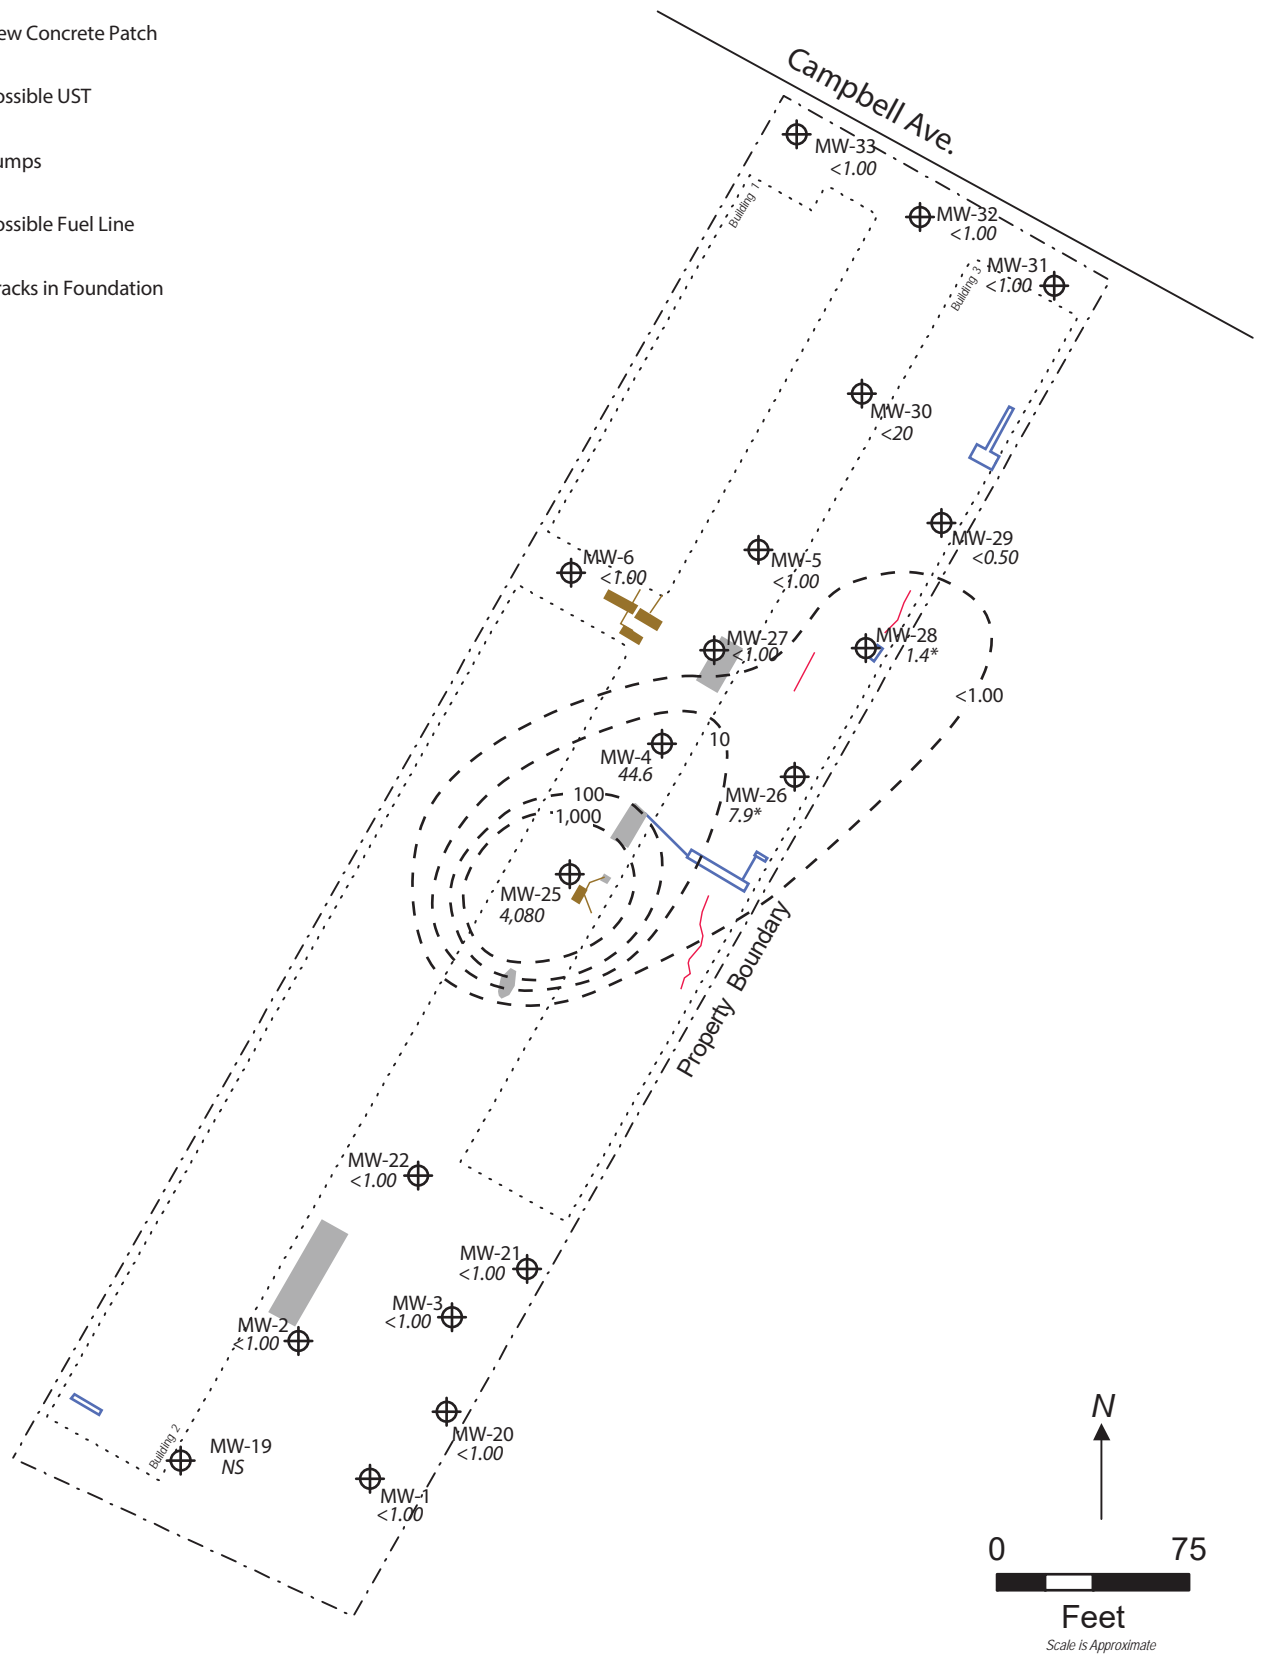 ew Concrete Patch
ossible UST
umps
ossible Fuel Line
racks in Foundation
Campbell Ave.
MW-33
<1.00
Building 1
MW-32
<1.00
MW-31
<1.00
Building 3
MW-30
<20
MW-29
<0.50
MW-6
<1.00
MW-5
<1.00
MW-27
<1.00
MW-28
1.4*
<1.00
10
MW-4
44.6
MW-26
7.9*
100
1,000
MW-25
4,080
Property Boundary
MW-22
<1.00
MW-21
<1.00
MW-3
<1.00
MW-2
<1.00
MW-20
<1.00
Building 2
MW-19
NS
MW-1
<1.00
N
0 75
Feet
Scale is Approximate